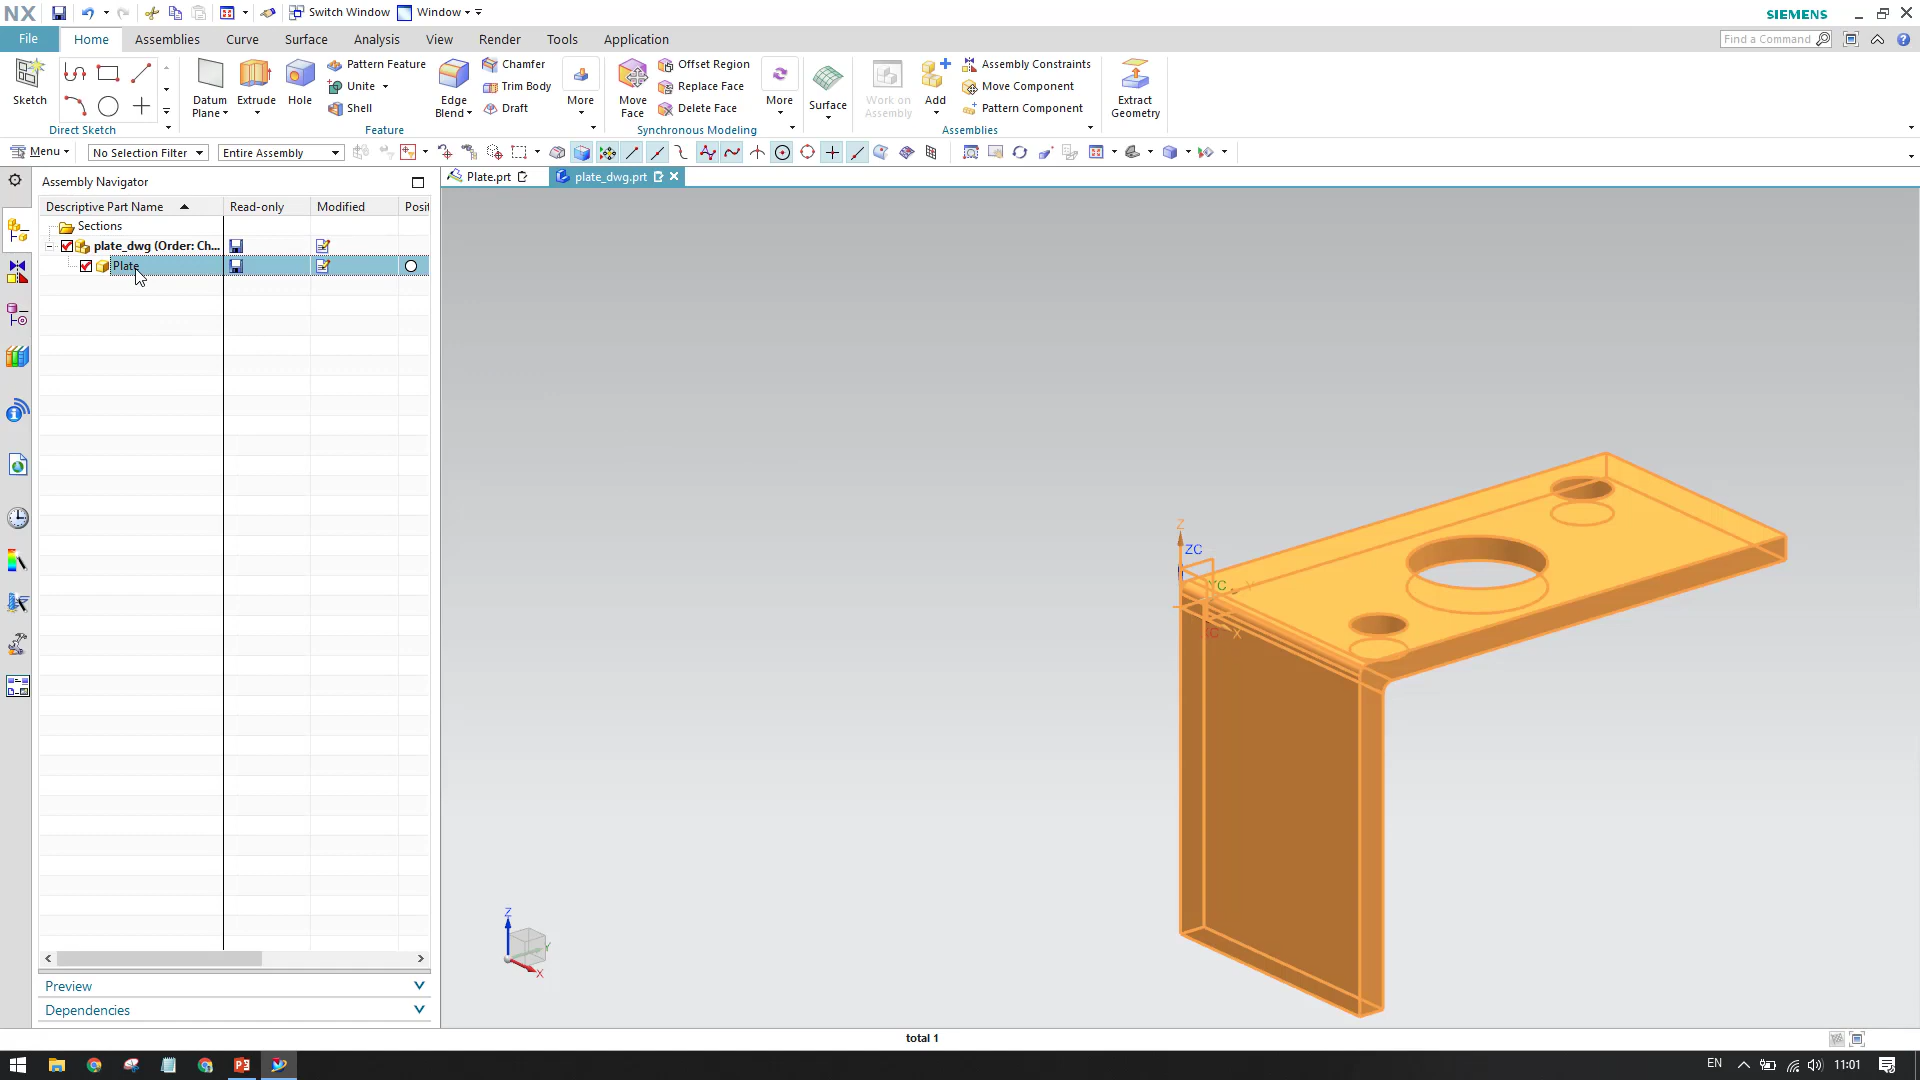 NX
Switch Window
Window
SIEMENS
File
Home
Assemblies
Curve
Surface
Analysis
View
Render
Tools
Application
Find a Command
Sketch
Direct Sketch
Datum
Plane
Extrude
Hole
Pattern Feature
Unite
Shell
Edge
Blend
Chamfer
Trim Body
Draft
More
Feature
Move
Face
Offset Region
Replace Face
Delete Face
More
Synchronous Modeling
Surface
Work on
Assembly
Add
Assembly Constraints
Move Component
Pattern Component
Assemblies
Extract
Geometry
Menu
No Selection Filter
Entire Assembly
Assembly Navigator
Plate.prt
plate_dwg.prt
Descriptive Part Name
Read-only
Modified
Posit
Sections
plate_dwg (Order: Ch...
Plate
Z
ZC
YC
X
Z
Y
X
Preview
Dependencies
total 1
EN
11:01